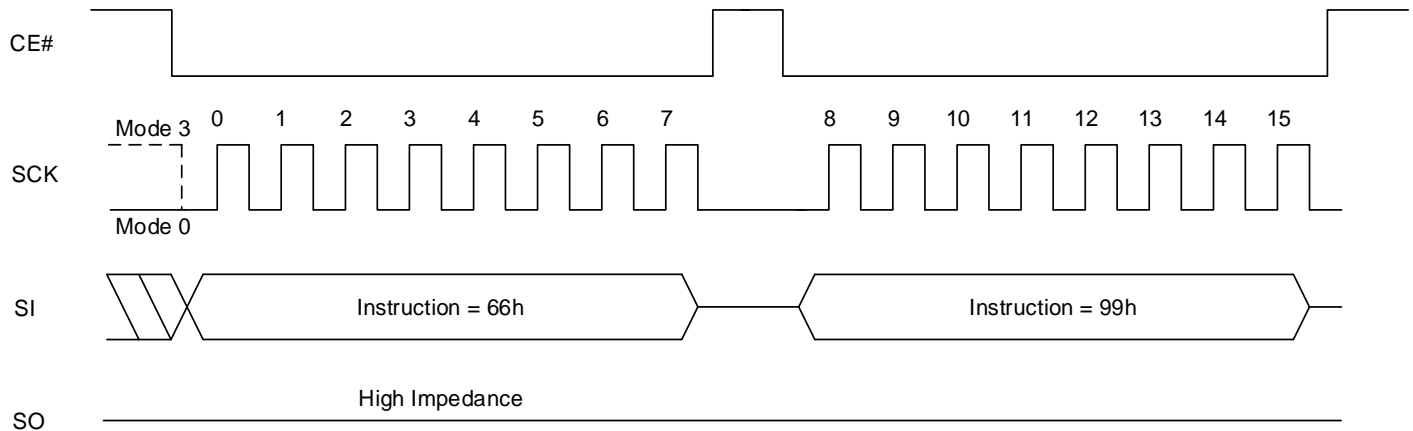 CE#
Mode 3 0 1 2 3 4 5 6 7 8 9 10 11 12 13 14 15
SCK
Mode 0
SI Instruction = 66h Instruction = 99h
High Impedance
SO